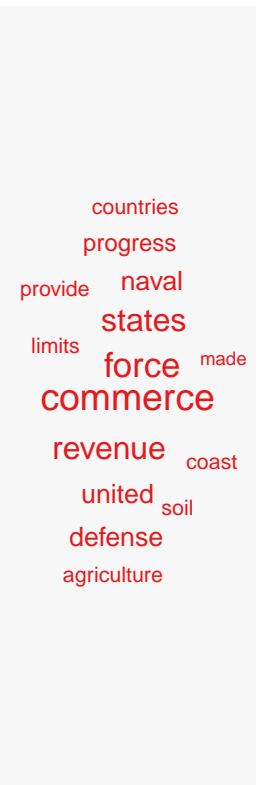 countries
progress
provide naval
states
limits force made
commerce
revenue coast
united soil
defense
agriculture